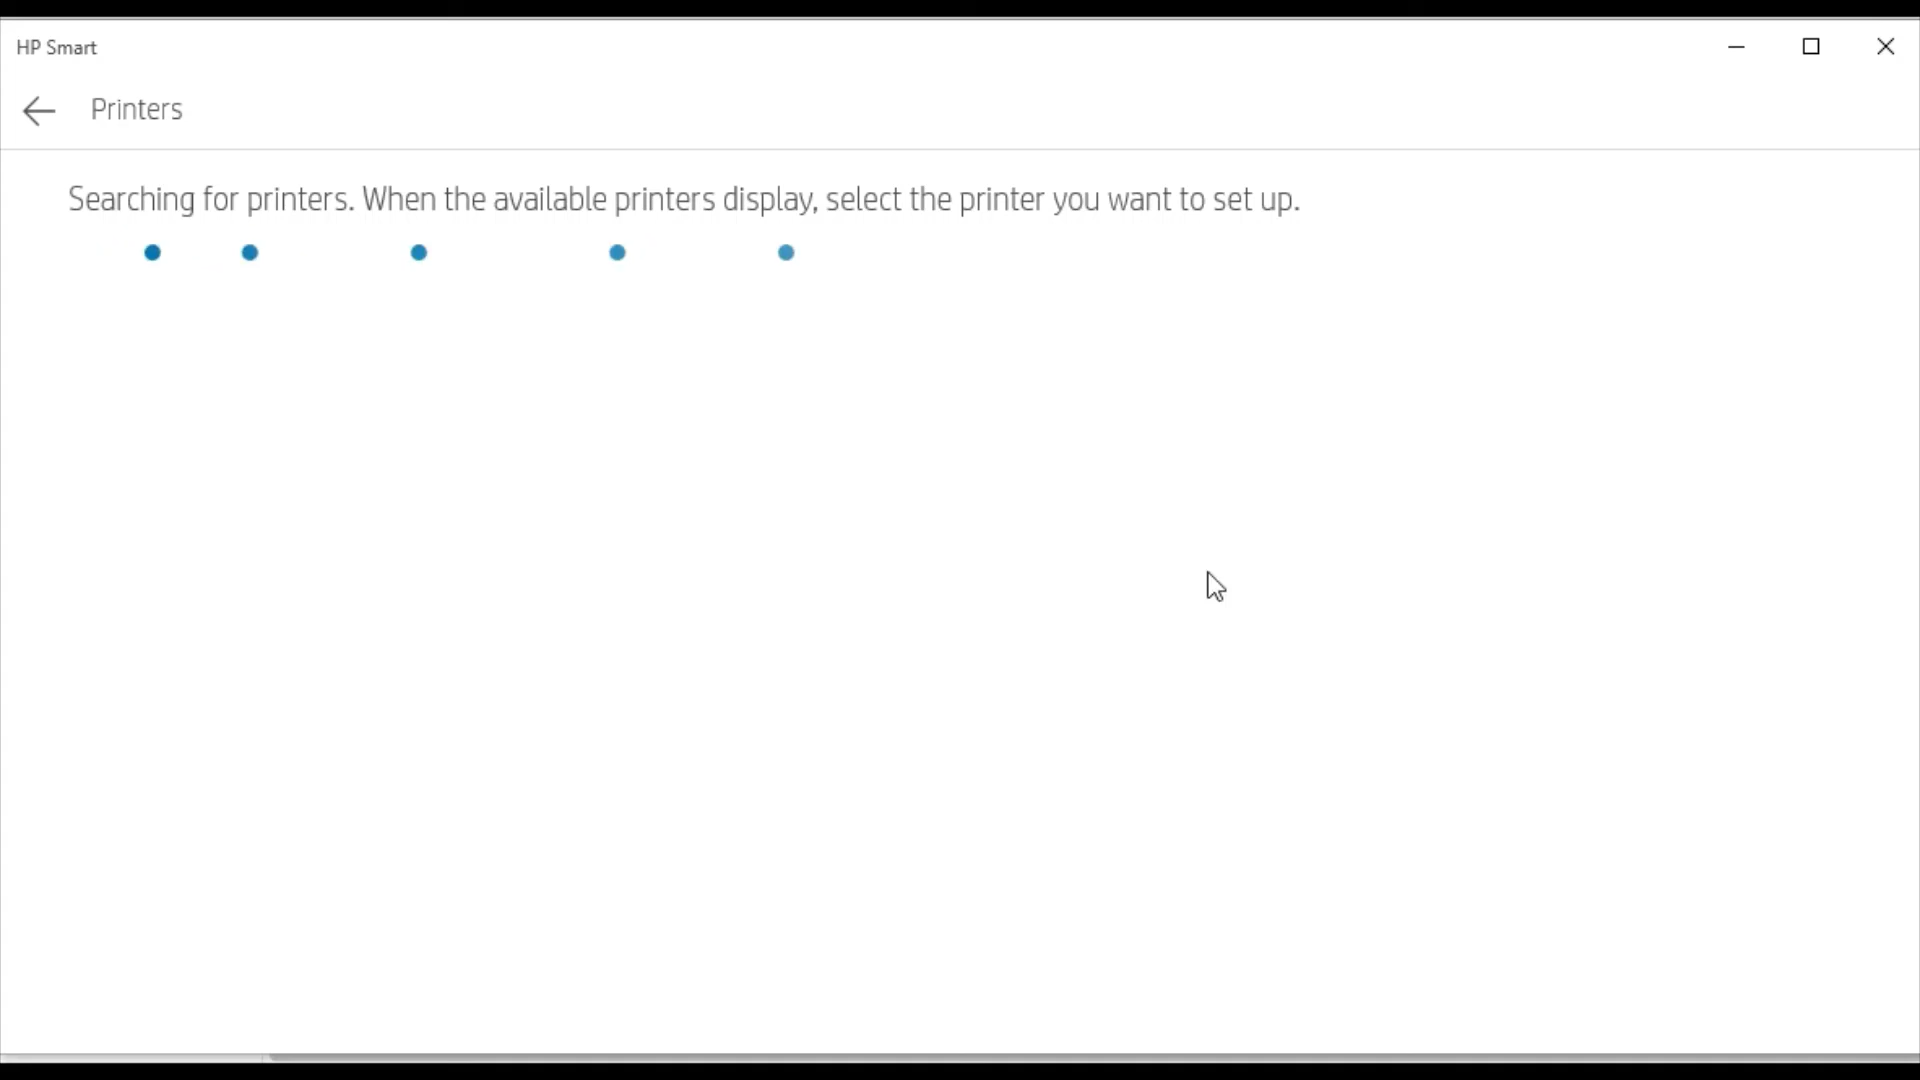 HP Smart
Printers
Searching for printers. When the available printers display, select the printer you want to set up.